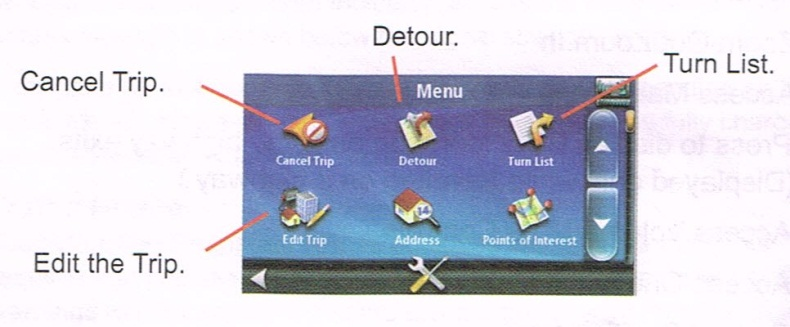 Detour.
Turn List.
Cancel Trip.
Menu
Cancel Trip
Detour
Turn List
14
Edit Trip
Address
Points of Interest
Edit the Trip.